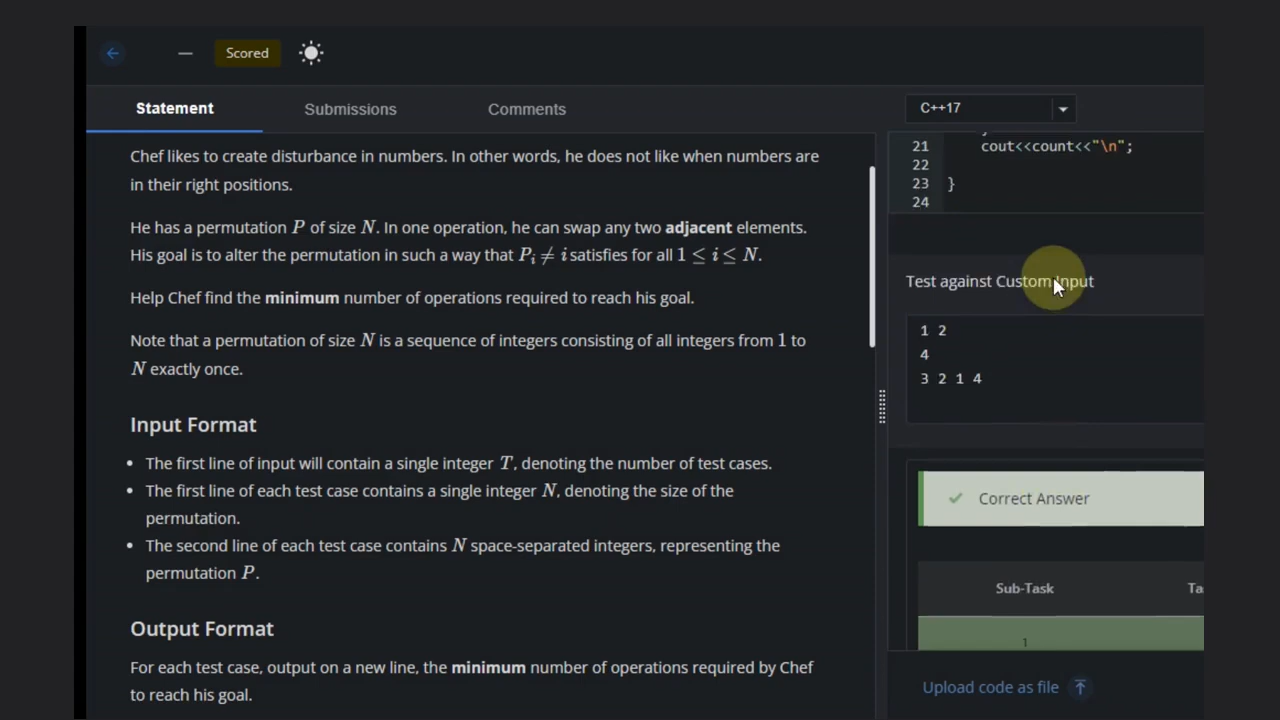 Scored
Statement
Submissions
Comments
C++17
Chef likes to create disturbance in numbers. In other words, he does not like when numbers are
in their right positions.
He has a permutation P of size N. In one operation, he can swap any two adjacent elements.
His goal is to alter the permutation in such a way that Pᵢ ≠ i satisfies for all 1 ≤ i ≤ N.
Help Chef find the minimum number of operations required to reach his goal.
Note that a permutation of size N is a sequence of integers consisting of all integers from 1 to
N exactly once.
Input Format
• The first line of input will contain a single integer T, denoting the number of test cases.
• The first line of each test case contains a single integer N, denoting the size of the
permutation.
• The second line of each test case contains N space-separated integers, representing the
permutation P.
Output Format
For each test case, output on a new line, the minimum number of operations required by Chef
to reach his goal.
21 cout<<count<<"\n";
22
23 }
24
Test against Custom Input
1 2
4
3 2 1 4
Correct Answer
Sub-Task
Ta
1
Upload code as file